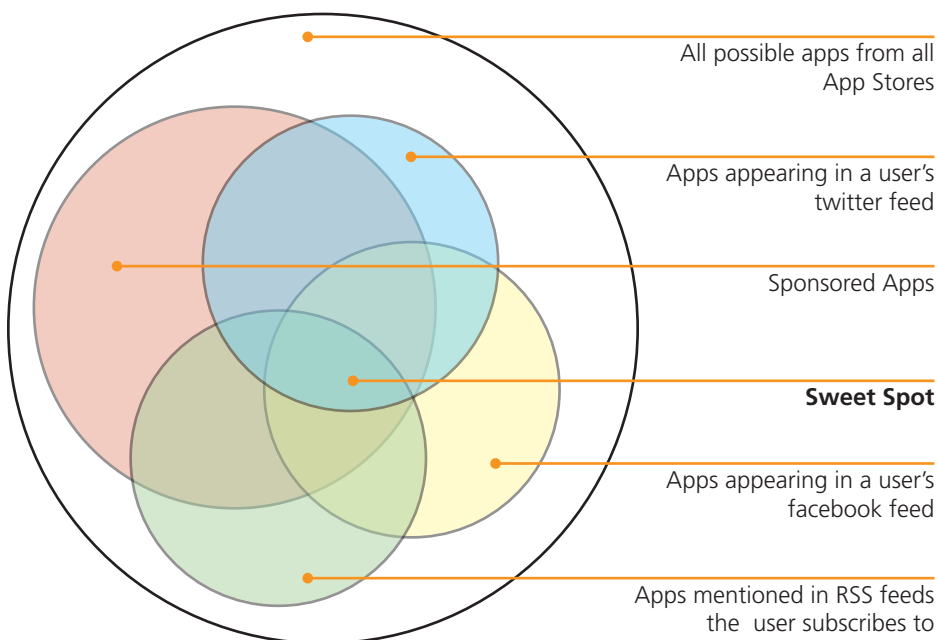 All possible apps from all
App Stores
Apps appearing in a user's
twitter feed
Sponsored Apps
Sweet Spot
Apps appearing in a user's
facebook feed
Apps mentioned in RSS feeds
the  user subscribes to